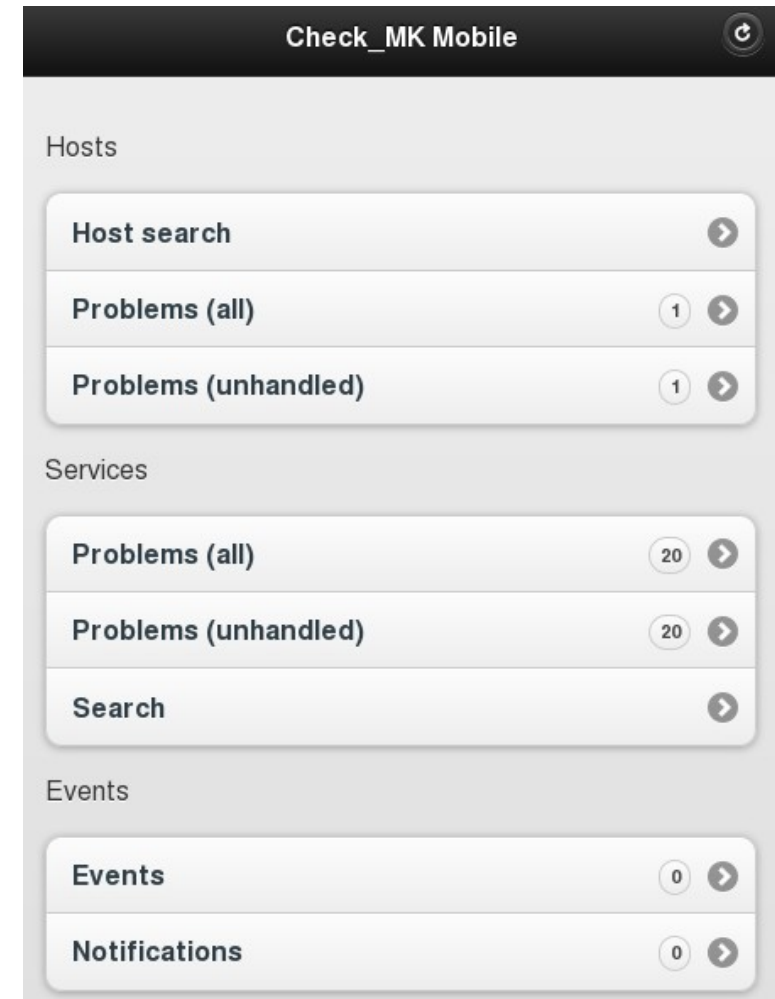 Check_MK Mobile
Hosts
Host search
Problems (all) 1
Problems (unhandled) 1
Services
Problems (all) 20
Problems (unhandled) 20
Search
Events
Events 0
Notifications 0